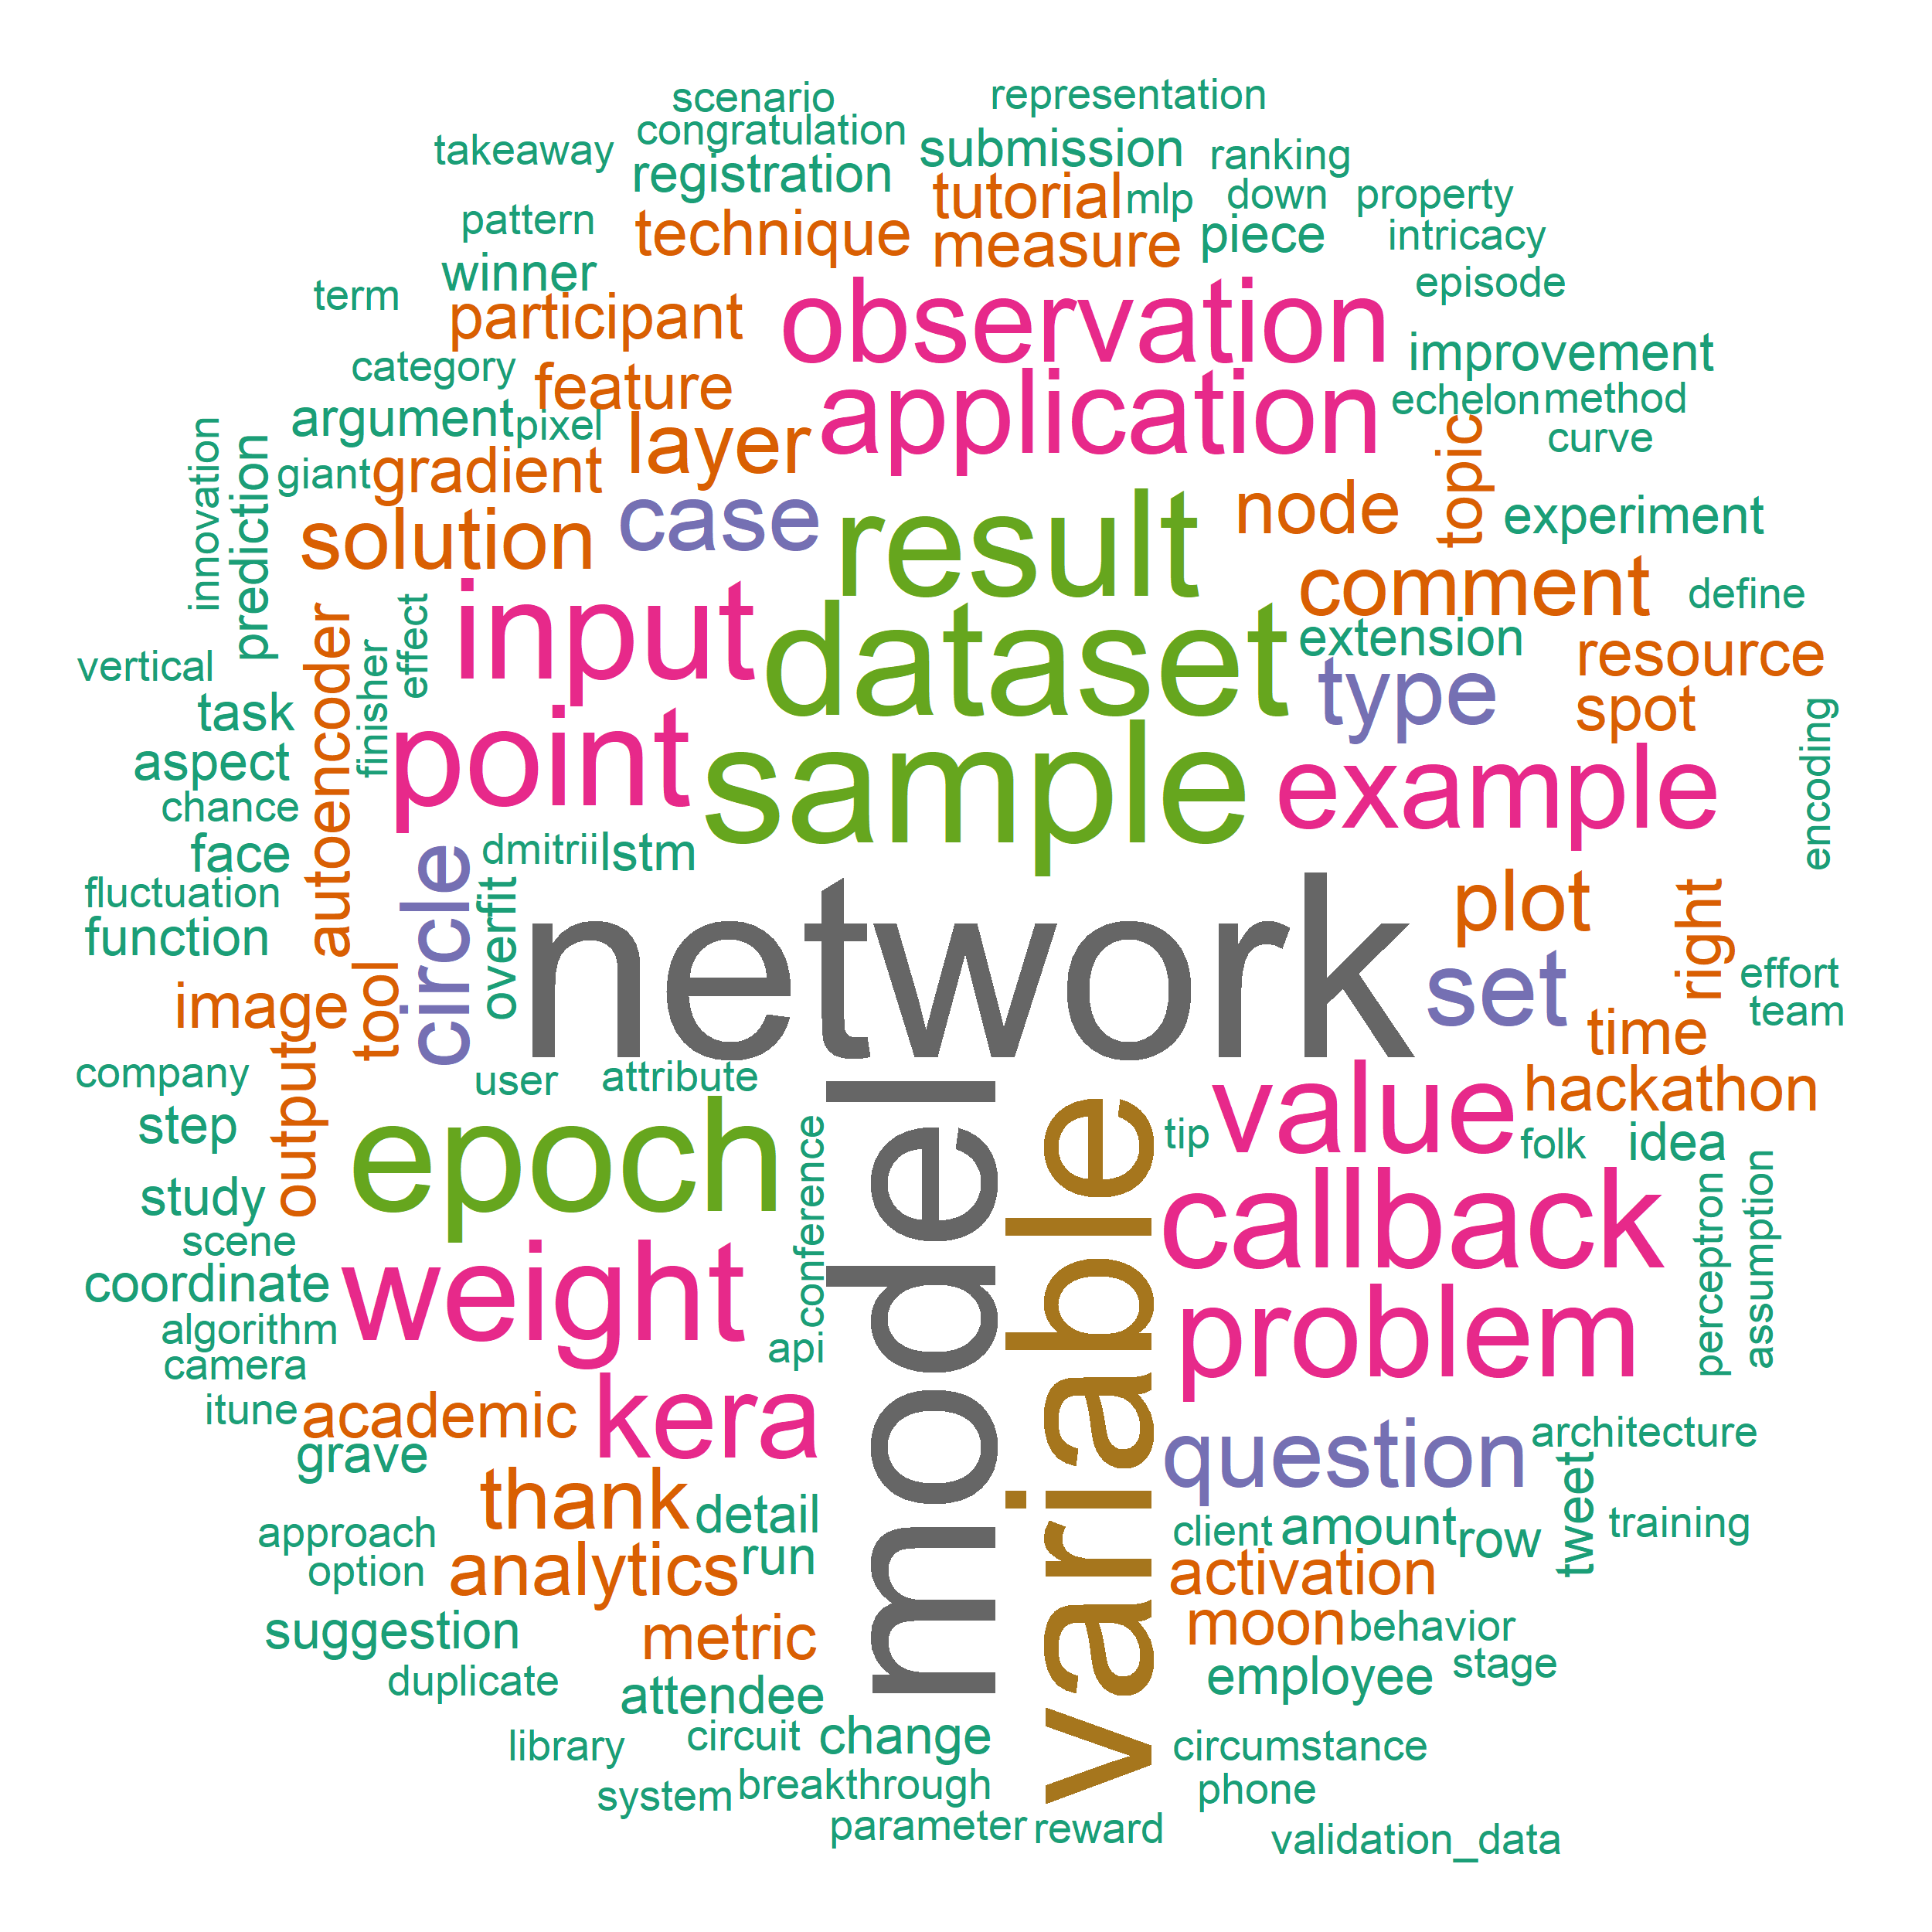 scenario
representation
congratulation
takeaway
submission
ranking
registration
tutorial
mlp
down
property
pattern
technique
measure
piece
intricacy
winner
episode
term
participant
observation
improvement
category
feature
application
echelon
method
argument
pixel
layer
curve
innovation
prediction
giant
gradient
case
result
node
topic
experiment
solution
input
comment
define
effect
dataset
extension
resource
vertical
autoencoder
finisher
type
spot
task
point
sample
example
encoding
aspect
chance
face
circle
dmitrii
lstm
fluctuation
function
overfit
network
plot
right
image
tool
set
effort
team
time
company
output
user
attribute
model
variable
value
hackathon
step
epoch
conference
tip
folk
idea
study
callback
perceptron
assumption
scene
coordinate
weight
problem
algorithm
camera
api
itune
academic
kera
grave
question
architecture
thank
detail
tweet
approach
client
amount
row
training
option
analytics
run
activation
suggestion
metric
moon
behavior
duplicate
attendee
employee
stage
library
circuit
change
circumstance
system
breakthrough
phone
parameter
reward
validation_data